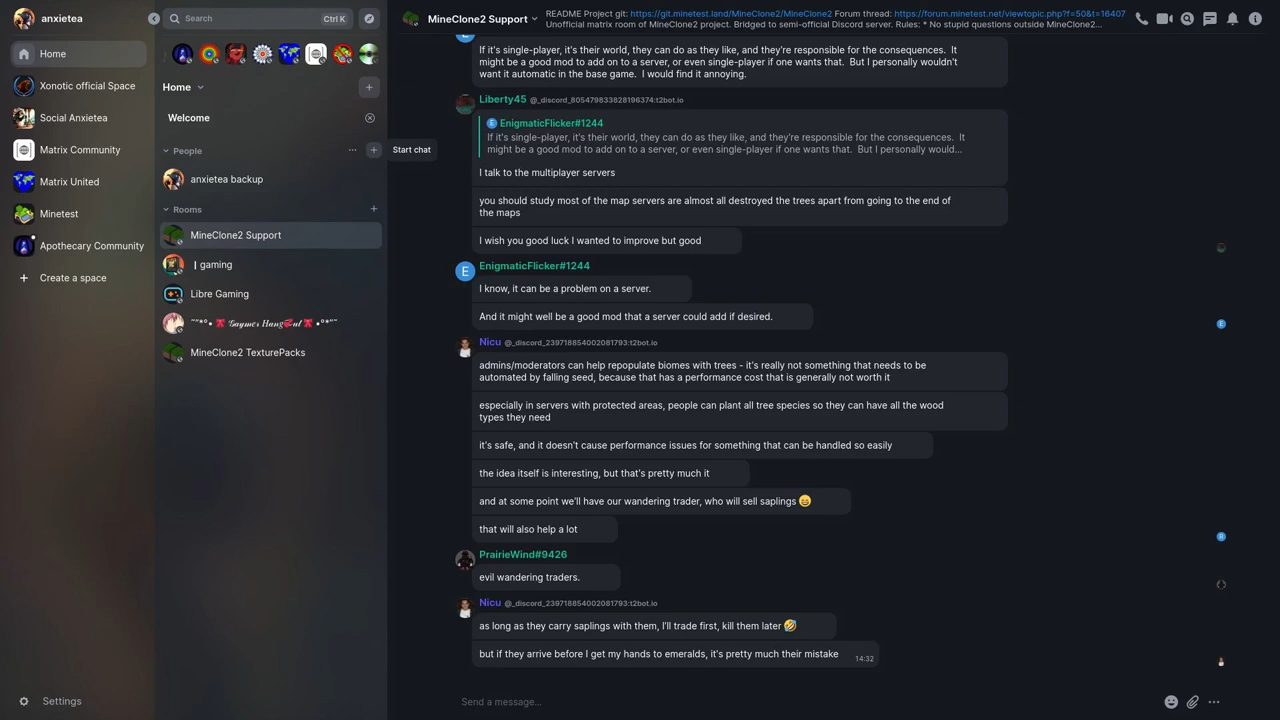 anxietea
Home
Xonotic official Space
Social Anxietea
Matrix Community
Matrix United
Minetest
Apothecary Community
Create a space
Settings
Search
Ctrl K
Home
Welcome
People
Start chat
anxietea backup
Rooms
MineClone2 Support
| gaming
Libre Gaming
MineClone2 TexturePacks
MineClone2 Support
README Project git: https://git.minetest.land/MineClone2/MineClone2 Forum thread: https://forum.minetest.net/viewtopic.php?f=50&t=16407
Unofficial matrix room of MineClone2 project. Bridged to semi-official Discord server. Rules: * No stupid questions outside MineClone2...
If it's single-player, it's their world, they can do as they like, and they're responsible for the consequences. It
might be a good mod to add on to a server, or even single-player if one wants that. But I personally wouldn't
want it automatic in the base game. I would find it annoying.
Liberty45 @_discord_805479833828196374:t2bot.io
E EnigmaticFlicker#1244
If it's single-player, it's their world, they can do as they like, and they're responsible for the consequences. It
might be a good mod to add on to a server, or even single-player if one wants that. But I personally would...
I talk to the multiplayer servers
you should study most of the map servers are almost all destroyed the trees apart from going to the end of
the maps
I wish you good luck I wanted to improve but good
E EnigmaticFlicker#1244
I know, it can be a problem on a server.
And it might well be a good mod that a server could add if desired.
E
Nicu @_discord_239718854002081793:t2bot.io
admins/moderators can help repopulate biomes with trees - it's really not something that needs to be
automated by falling seed, because that has a performance cost that is generally not worth it
especially in servers with protected areas, people can plant all tree species so they can have all the wood
types they need
it's safe, and it doesn't cause performance issues for something that can be handled so easily
the idea itself is interesting, but that's pretty much it
and at some point we'll have our wandering trader, who will sell saplings 😄
that will also help a lot
R
PrairieWind#9426
evil wandering traders.
Nicu @_discord_239718854002081793:t2bot.io
as long as they carry saplings with them, I'll trade first, kill them later 🤣
but if they arrive before I get my hands to emeralds, it's pretty much their mistake 14:32
Send a message...